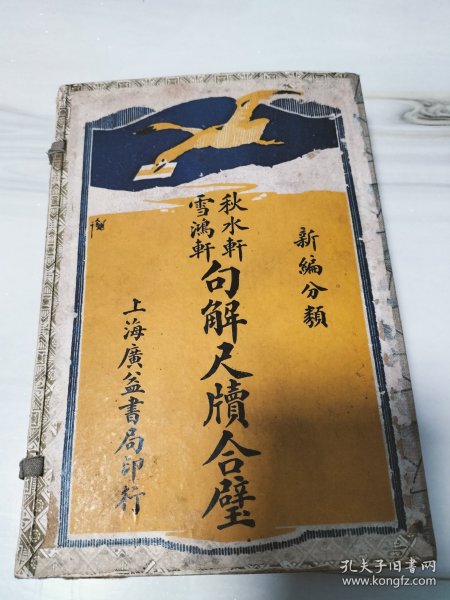 新編分類
秋水軒
雪鴻軒
句解尺牘合璧
上海廣益書局印行
孔夫子旧书网
www.kongfz.com